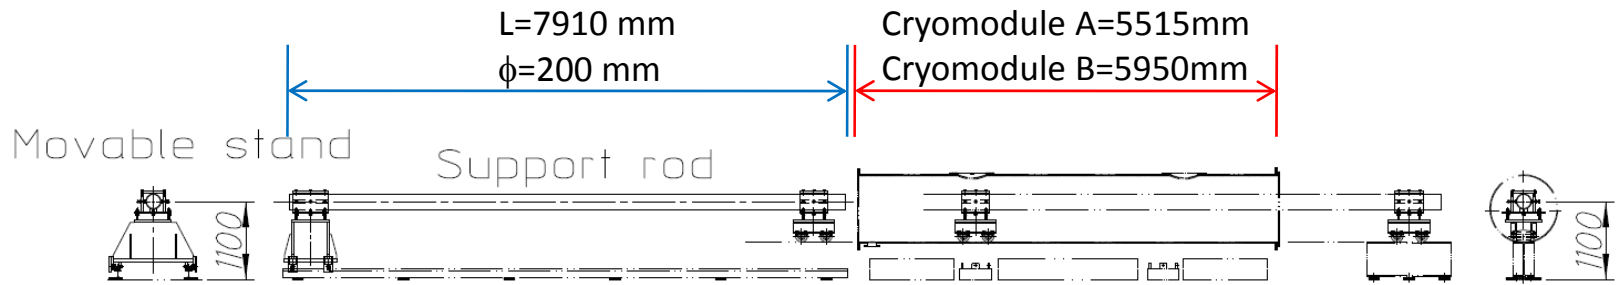 L=7910 mm
ϕ=200 mm
Cryomodule A=5515mm
Cryomodule B=5950mm
Movable stand
Support rod
1100
1100